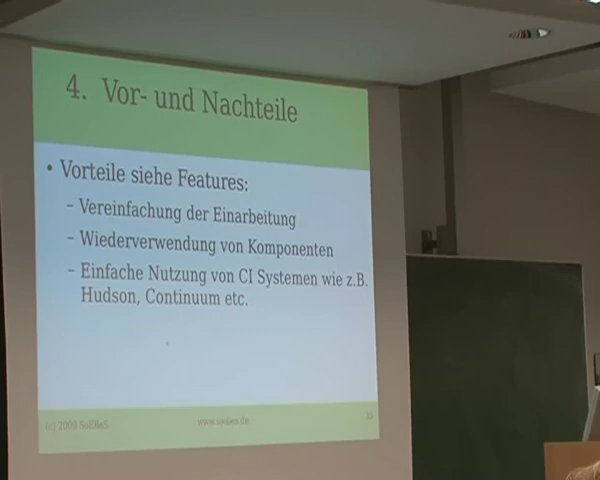 4. Vor- und Nachteile
• Vorteile siehe Features:
– Vereinfachung der Einarbeitung
– Wiederverwendung von Komponenten
– Einfache Nutzung von CI Systemen wie z.B.
Hudson, Continuum etc.
(c) 2009 SoEBeS
www.soebes.de